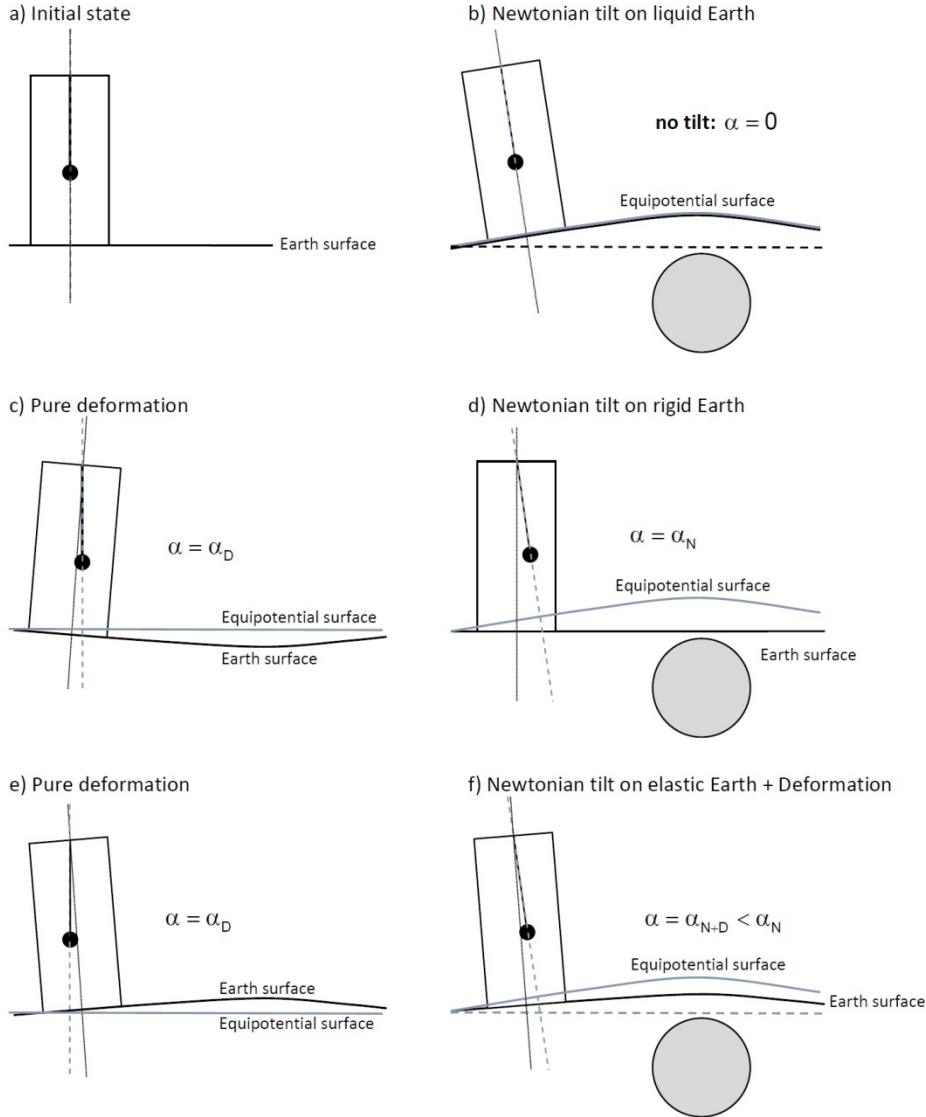 a) Initial state
Earth surface
b) Newtonian tilt on liquid Earth
no tilt: α = 0
Equipotential surface
c) Pure deformation
α = α_D
Equipotential surface
Earth surface
d) Newtonian tilt on rigid Earth
α = α_N
Equipotential surface
Earth surface
e) Pure deformation
α = α_D
Earth surface
Equipotential surface
f) Newtonian tilt on elastic Earth + Deformation
α = α_N+D < α_N
Equipotential surface
Earth surface